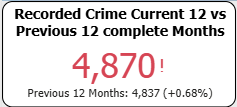 Recorded Crime Current 12 vs
Previous 12 complete Months
4,870!
Previous 12 Months: 4,837 (+0.68%)